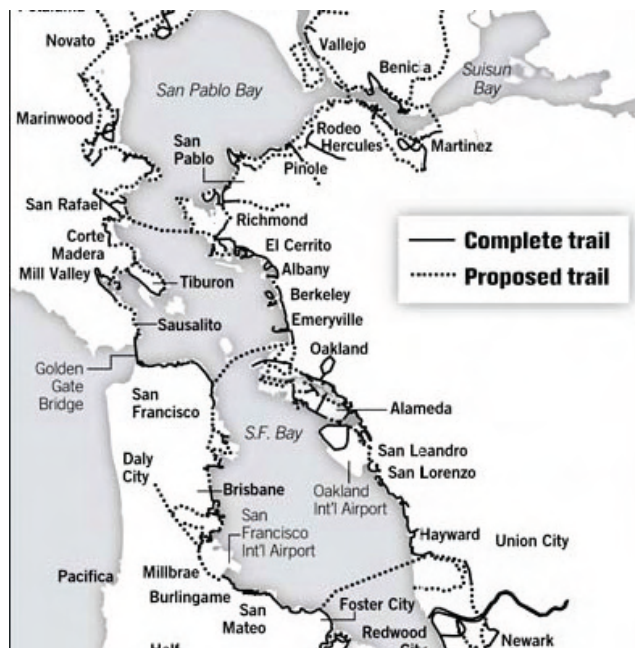 Novato
Vallejo
Benicia
San Pablo Bay
Suisun
Bay
Marinwood
San
Pablo
Rodeo
Hercules
Martinez
Pinole
San Rafael
Richmond
Corte
Madera
El Cerrito
Mill Valley
Albany
Tiburon
Berkeley
Emeryville
Sausalito
Complete trail
Proposed trail
Oakland
Golden
Gate
Bridge
San
Francisco
Alameda
S.F. Bay
San Leandro
San Lorenzo
Daly
City
Brisbane
Oakland
Int'l Airport
San
Francisco
Int'l Airport
Hayward
Union City
Pacifica
Millbrae
Burlingame
Foster City
San
Mateo
Redwood
Newark